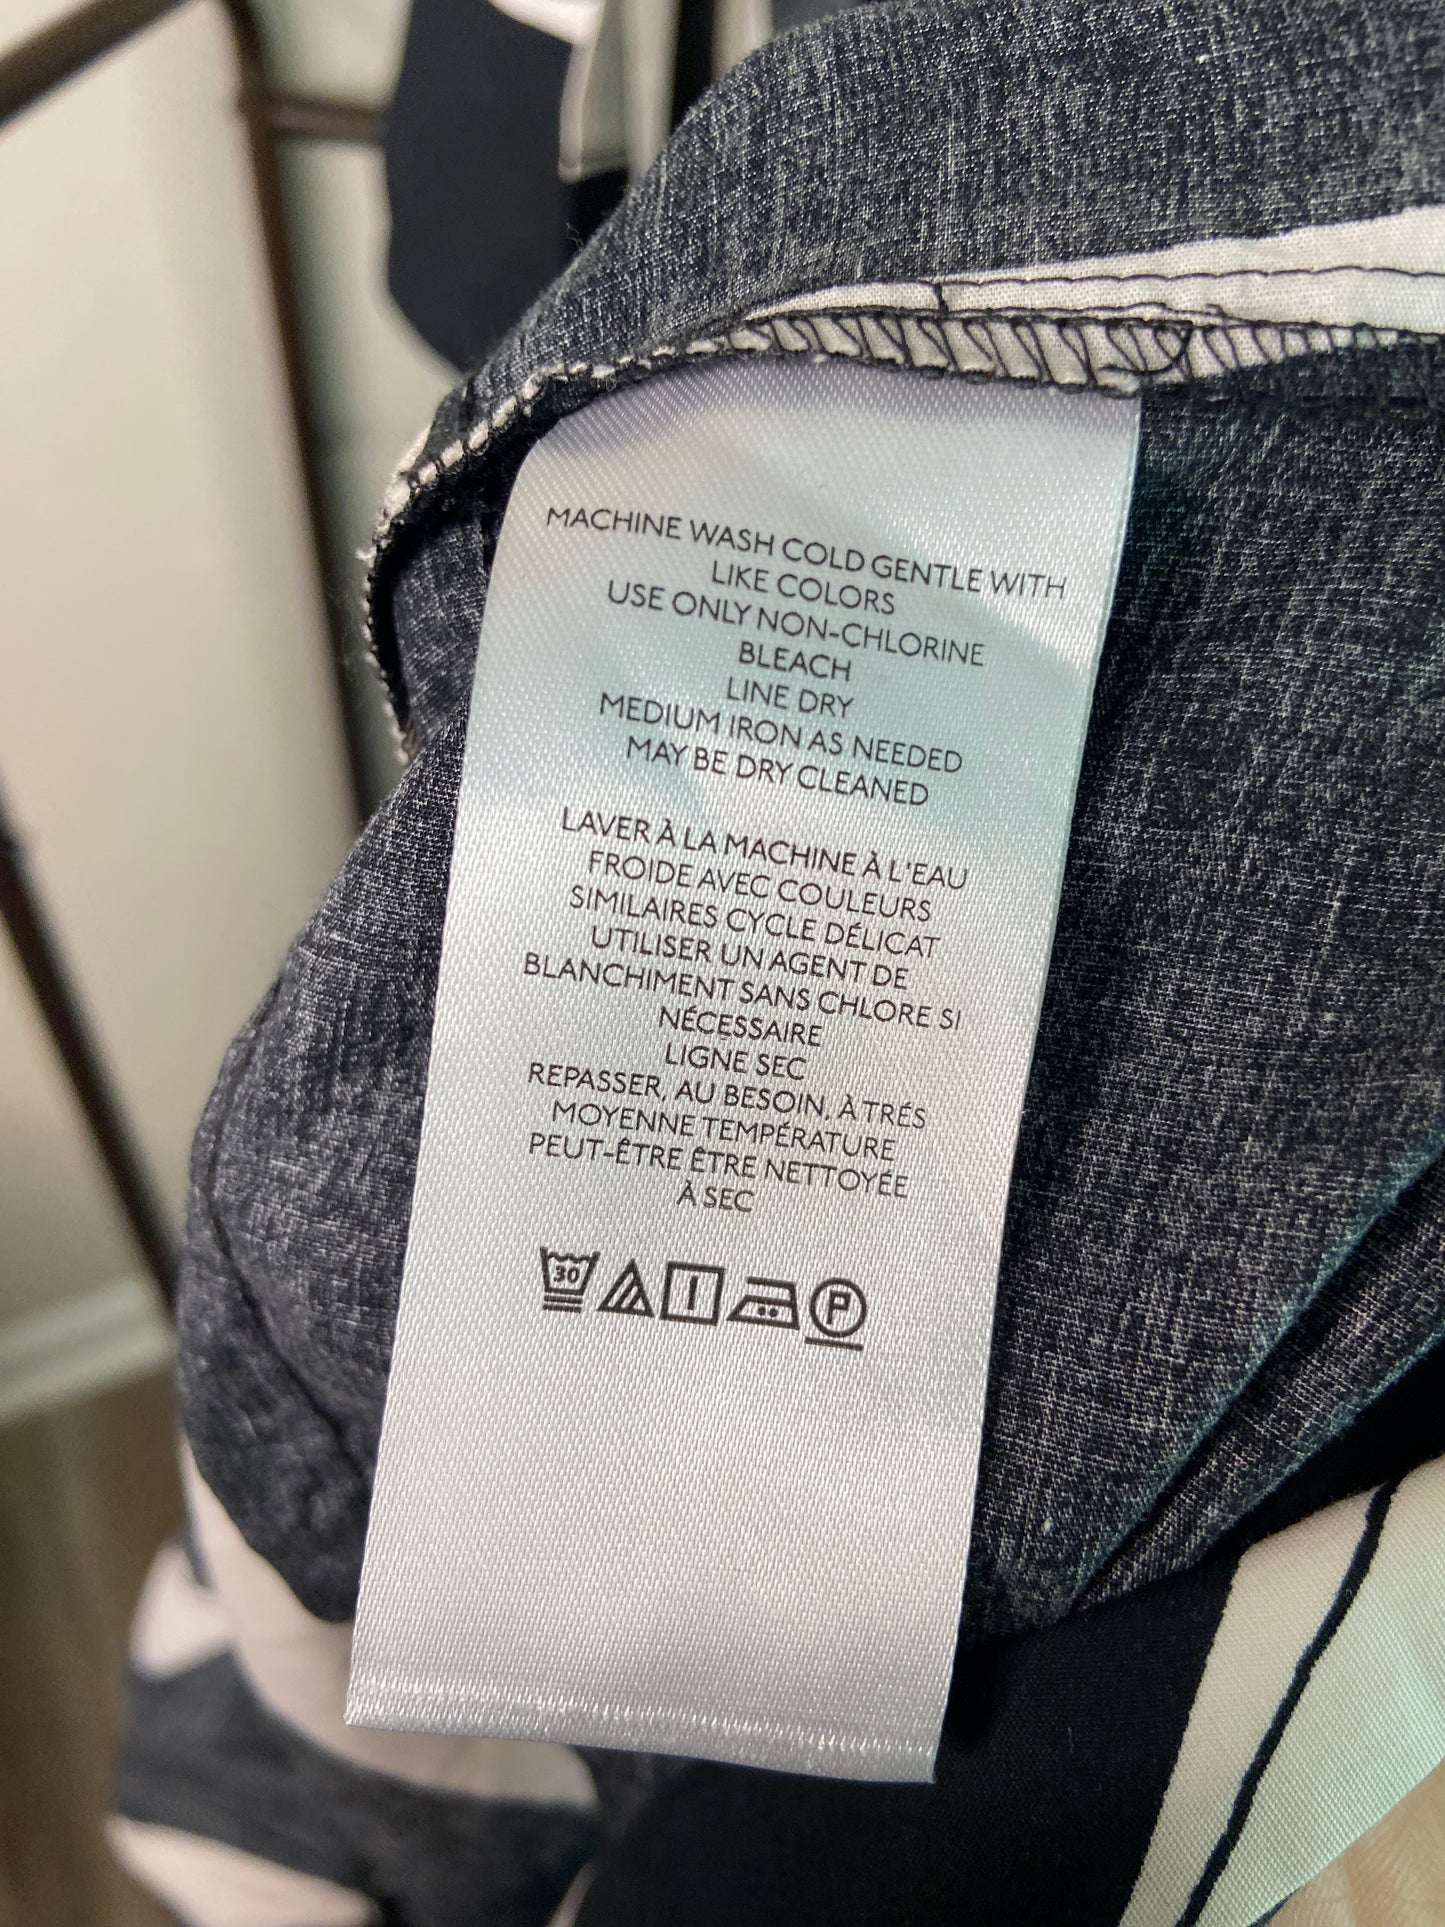 MACHINE WASH COLD GENTLE WITH
LIKE COLORS
USE ONLY NON-CHLORINE
BLEACH
LINE DRY
MEDIUM IRON AS NEEDED
MAY BE DRY CLEANED
LAVER À LA MACHINE À L'EAU
FROIDE AVEC COULEURS
SIMILAIRES CYCLE DÉLICAT
UTILISER UN AGENT DE
BLANCHIMENT SANS CHLORE SI
NÉCESSAIRE
LIGNE SEC
REPASSER, AU BESOIN, À TRÉS
MOYENNE TEMPÉRATURE
PEUT-ÊTRE ÊTRE NETTOYÉE
À SEC
30 P